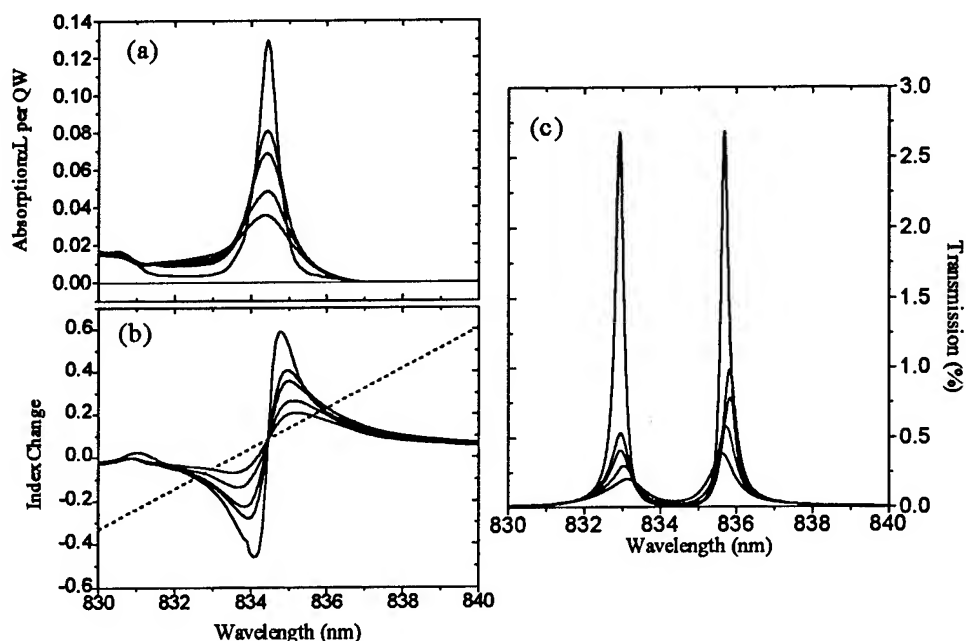 (a)
Absorption x L per QW
0.14
0.12
0.10
0.08
0.06
0.04
0.02
0.00
(b)
Index Change
0.6
0.4
0.2
0.0
-0.2
-0.4
-0.6
830 832 834 836 838 840
Wavelength (nm)
(c)
Transmission (%)
3.0
2.5
2.0
1.5
1.0
0.5
0.0
830 832 834 836 838 840
Wavelength (nm)